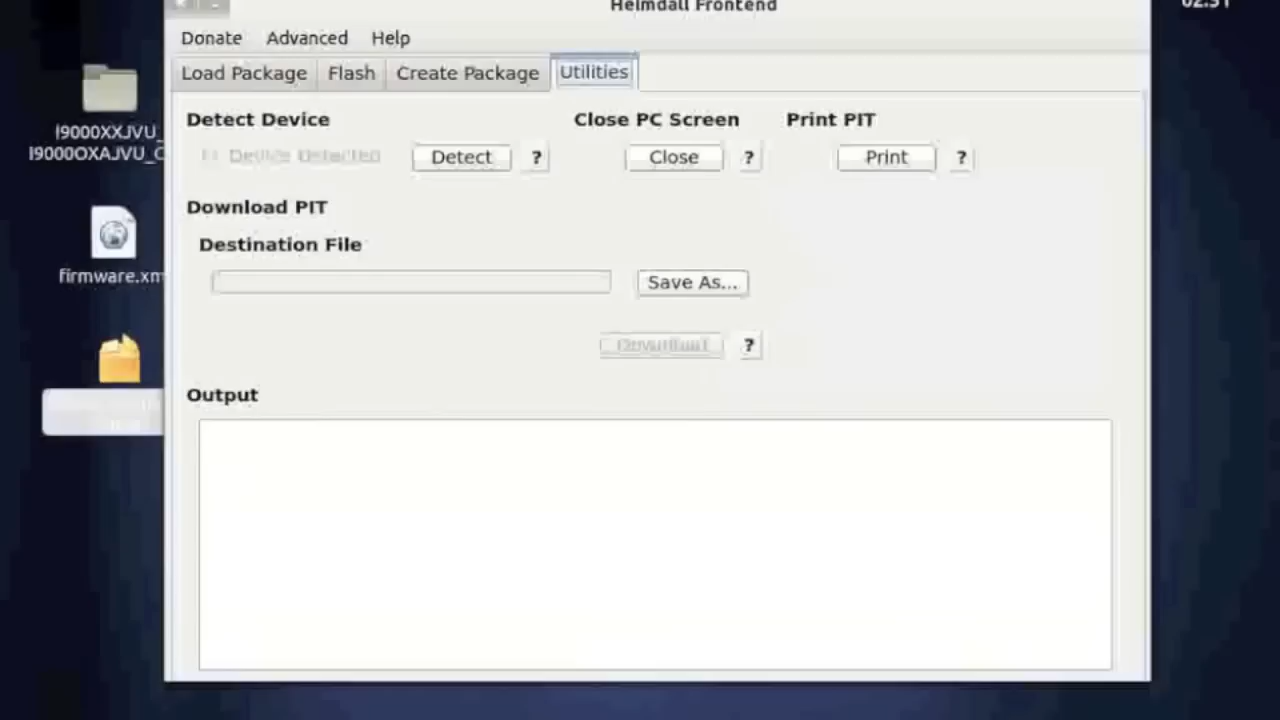 Heimdall Frontend
Donate Advanced Help
Load Package Flash Create Package Utilities
Detect Device Close PC Screen Print PIT
Device Detected Detect ? Close ? Print ?
Download PIT
Destination File
Save As...
Download ?
Output
I9000XXJVU_
I9000OXAJVU_
firmware.xm